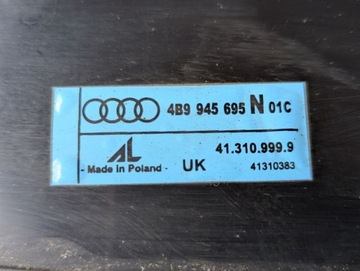 4B9 945 695 N 01C
41.310.999.9
AL
- Made in Poland - UK 41310383